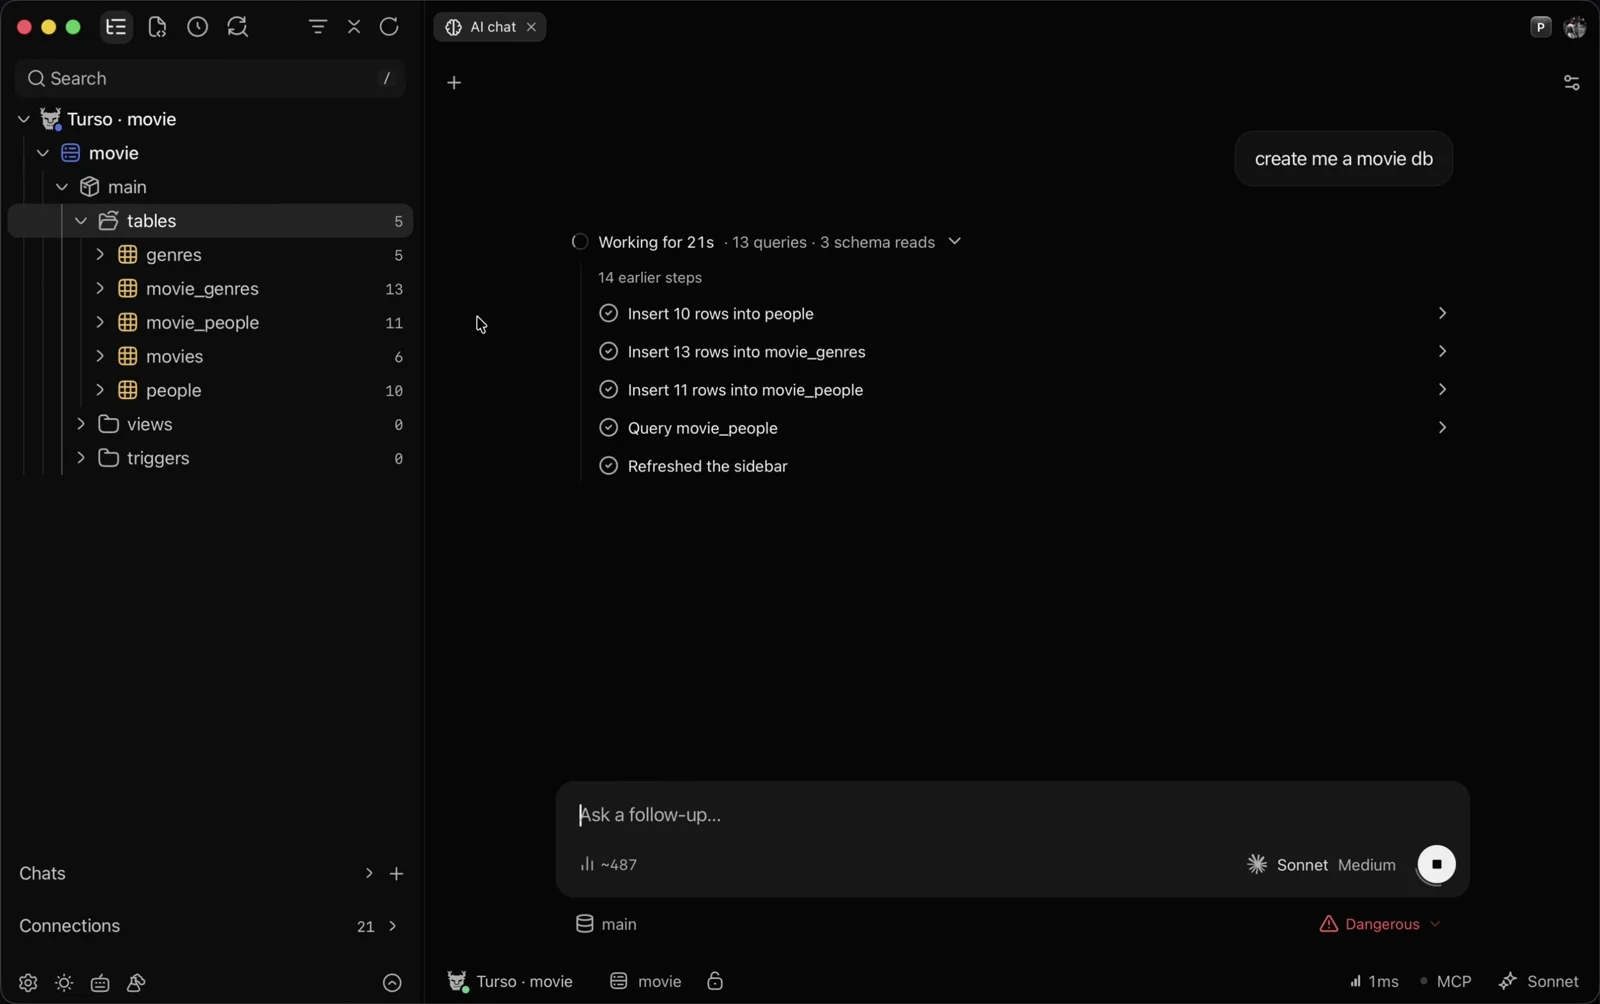 AI chat
P
Search
/
Turso · movie
movie
main
tables 5
genres 5
movie_genres 13
movie_people 11
movies 6
people 10
views 0
triggers 0
Chats
Connections 21
create me a movie db
Working for 21s · 13 queries · 3 schema reads
14 earlier steps
Insert 10 rows into people
Insert 13 rows into movie_genres
Insert 11 rows into movie_people
Query movie_people
Refreshed the sidebar
Ask a follow-up...
~487
Sonnet Medium
main
Dangerous
Turso · movie
movie
1ms
MCP
Sonnet